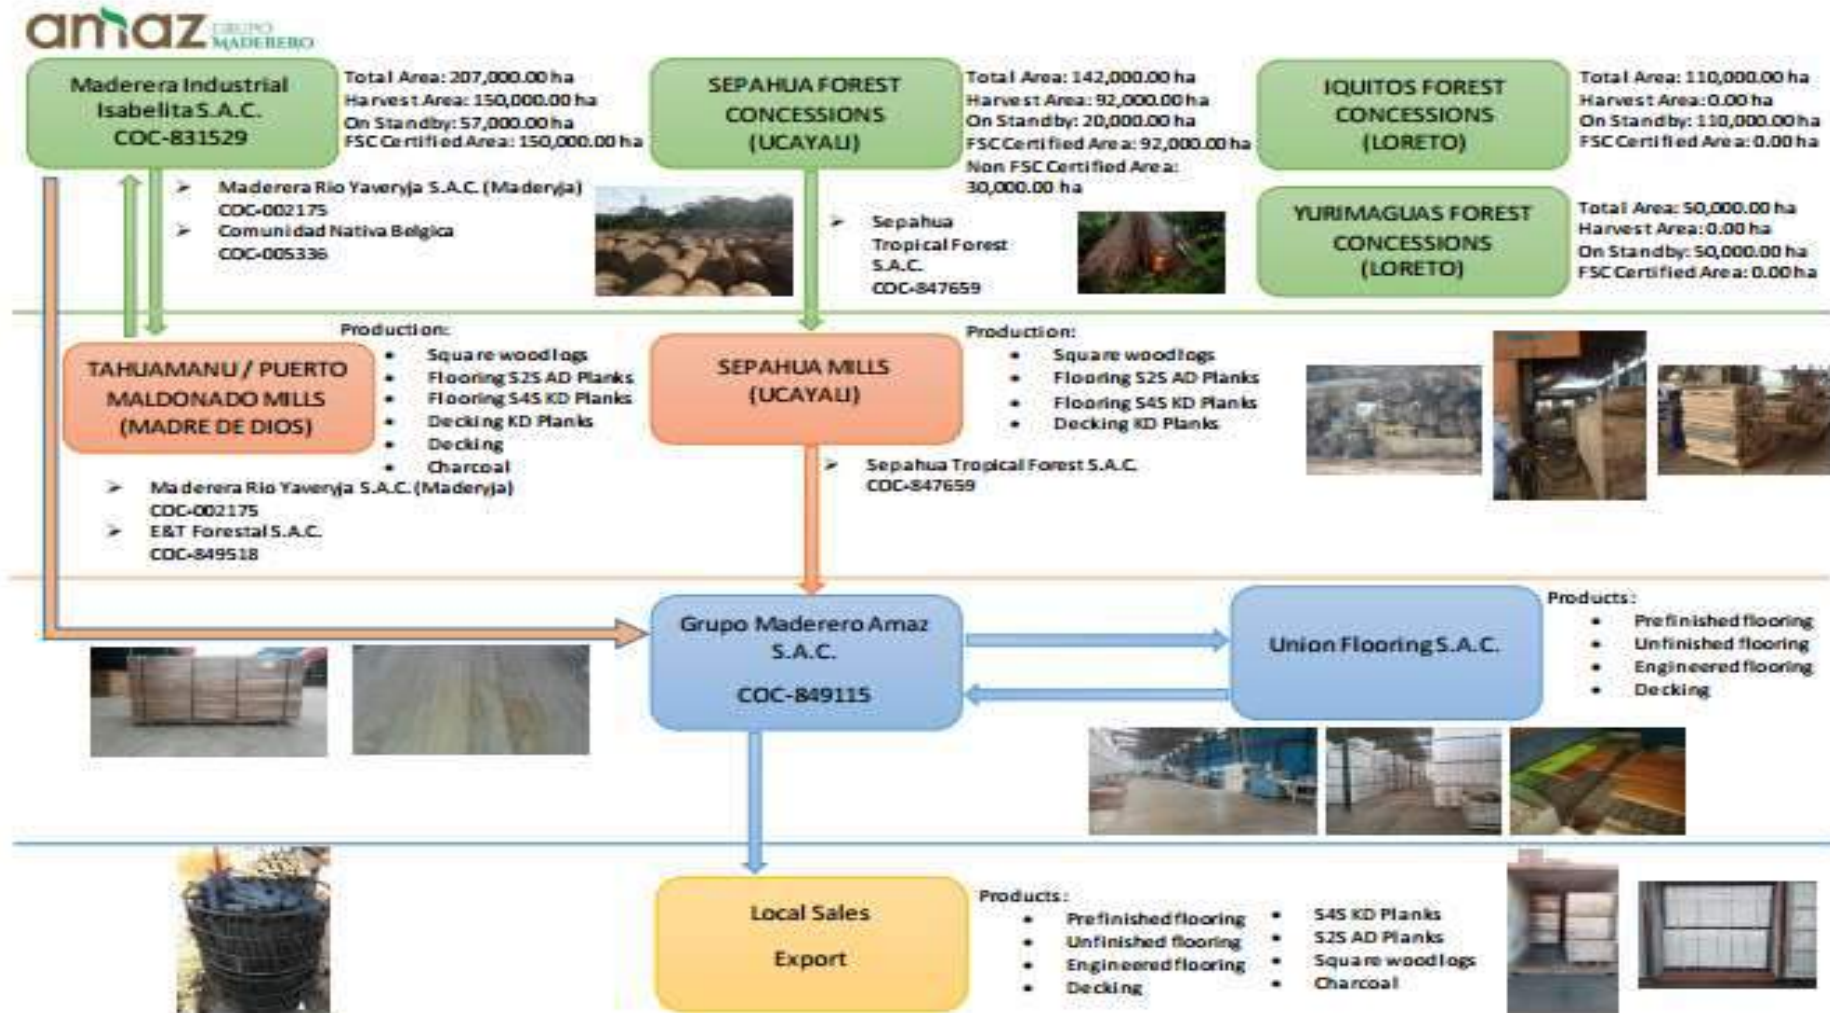 amaz GRUPO
MADERERO
Maderera Industrial
Isabelita S.A.C.
COC-831529
Total Area: 207,000.00 ha
Harvest Area: 150,000.00 ha
On Standby: 57,000.00 ha
FSC Certified Area: 150,000.00 ha
SEPAHUA FOREST
CONCESSIONS
(UCAYALI)
Total Area: 142,000.00 ha
Harvest Area: 92,000.00 ha
On Standby: 20,000.00 ha
FSC Certified Area: 92,000.00 ha
Non FSC Certified Area:
30,000.00 ha
IQUITOS FOREST
CONCESSIONS
(LORETO)
Total Area: 110,000.00 ha
Harvest Area: 0.00 ha
On Standby: 110,000.00 ha
FSC Certified Area: 0.00 ha
YURIMAGUAS FOREST
CONCESSIONS
(LORETO)
Total Area: 50,000.00 ha
Harvest Area: 0.00 ha
On Standby: 50,000.00 ha
FSC Certified Area: 0.00 ha
➢ Maderera Rio Yaveryja S.A.C. (Maderyja)
COC-002175
➢ Comunidad Nativa Belgica
COC-005336
➢ Sepahua
Tropical Forest
S.A.C.
COC-847659
TAHUAMANU / PUERTO
MALDONADO MILLS
(MADRE DE DIOS)
Production:
• Square wood logs
• Flooring S2S AD Planks
• Flooring S4S KD Planks
• Decking KD Planks
• Decking
• Charcoal
➢ Maderera Rio Yaveryja S.A.C. (Maderyja)
COC-002175
➢ E&T Forestal S.A.C.
COC-849518
SEPAHUA MILLS
(UCAYALI)
Production:
• Square wood logs
• Flooring S2S AD Planks
• Flooring S4S KD Planks
• Decking KD Planks
➢ Sepahua Tropical Forest S.A.C.
COC-847659
Grupo Maderero Amaz
S.A.C.
COC-849115
Union Flooring S.A.C.
Products:
• Prefinished flooring
• Unfinished flooring
• Engineered flooring
• Decking
Local Sales
Export
Products:
• Prefinished flooring
• Unfinished flooring
• Engineered flooring
• Decking
• S4S KD Planks
• S2S AD Planks
• Square wood logs
• Charcoal